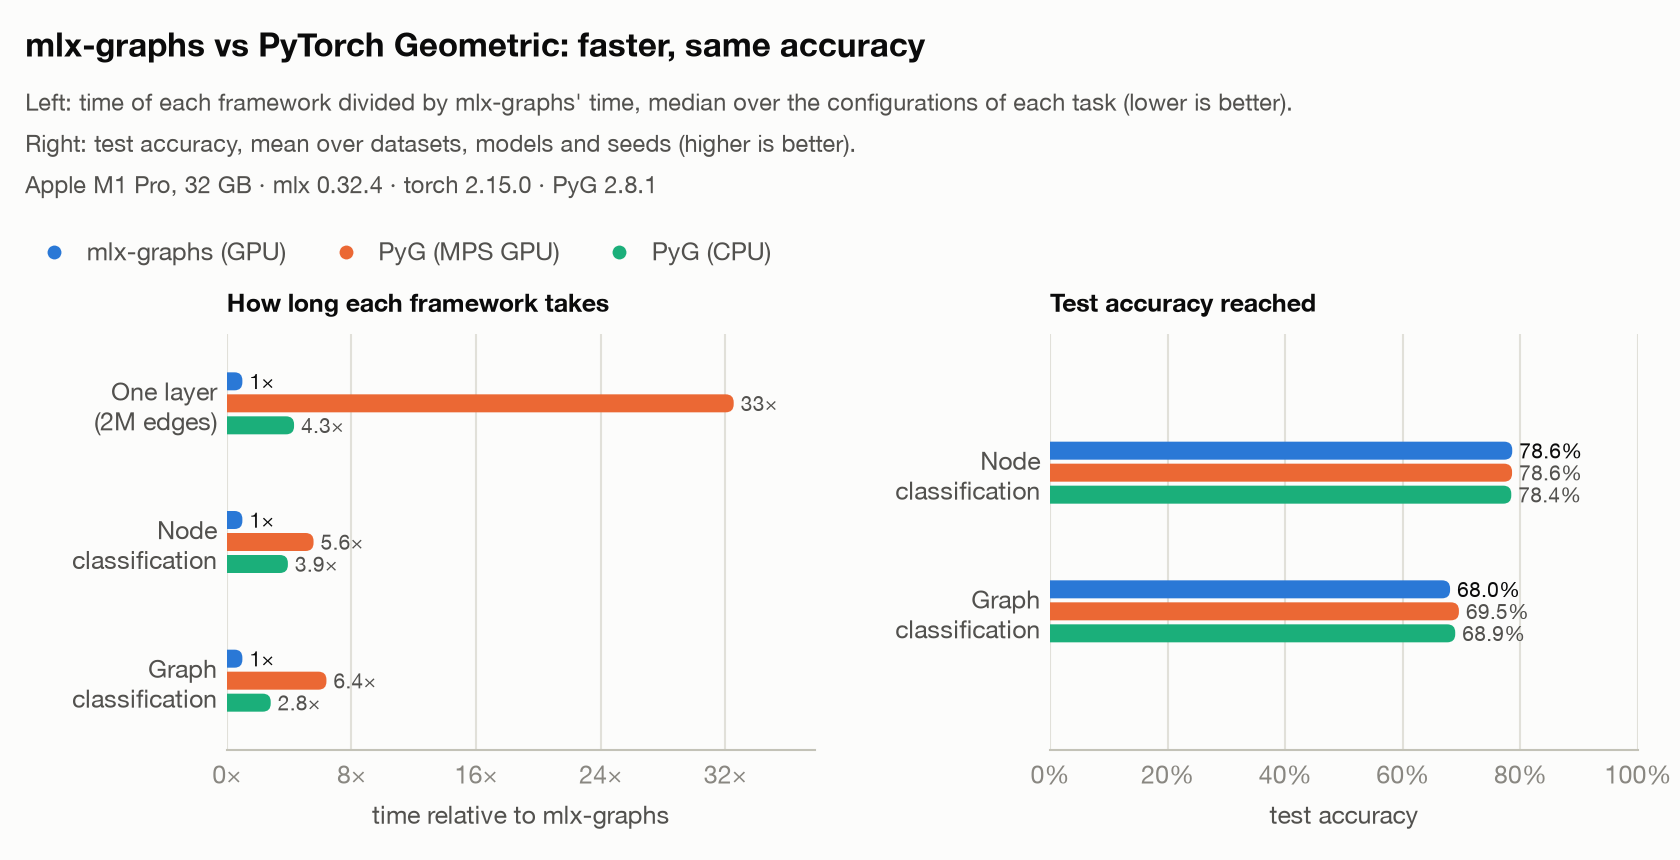 mlx-graphs vs PyTorch Geometric: faster, same accuracy
Left: time of each framework divided by mlx-graphs' time, median over the configurations of each task (lower is better).
Right: test accuracy, mean over datasets, models and seeds (higher is better).
Apple M1 Pro, 32 GB · mlx 0.32.4 · torch 2.15.0 · PyG 2.8.1
mlx-graphs (GPU)
PyG (MPS GPU)
PyG (CPU)
How long each framework takes
One layer
(2M edges)
1×
33×
4.3×
Node
classification
1×
5.6×
3.9×
Graph
classification
1×
6.4×
2.8×
0×
8×
16×
24×
32×
time relative to mlx-graphs
Test accuracy reached
Node
classification
78.6%
78.6%
78.4%
Graph
classification
68.0%
69.5%
68.9%
0%
20%
40%
60%
80%
100%
test accuracy